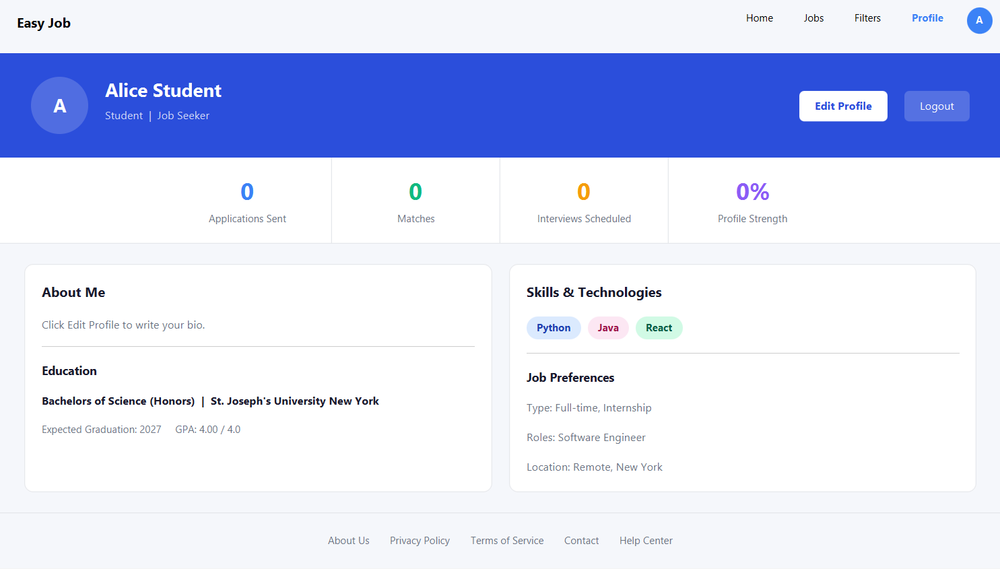 Easy Job
Home Jobs Filters Profile A
A
Alice Student
Student | Job Seeker
Edit Profile Logout
0 0 0 0%
Applications Sent Matches Interviews Scheduled Profile Strength
About Me
Click Edit Profile to write your bio.
Education
Bachelors of Science (Honors) | St. Joseph's University New York
Expected Graduation: 2027 GPA: 4.00 / 4.0
Skills & Technologies
Python Java React
Job Preferences
Type: Full-time, Internship
Roles: Software Engineer
Location: Remote, New York
About Us Privacy Policy Terms of Service Contact Help Center